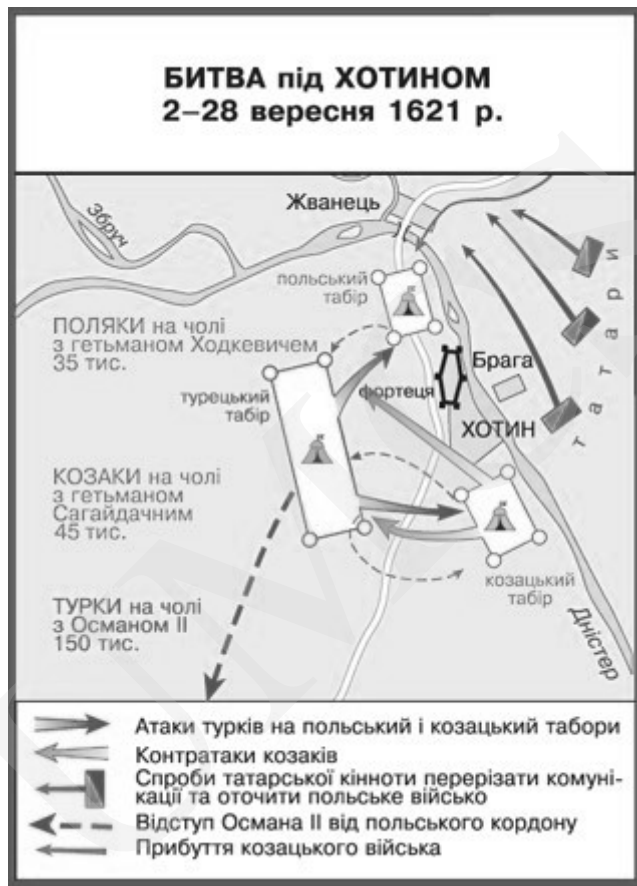 БИТВА під ХОТИНОМ
2–28 вересня 1621 р.
Жванець
Збруч
польський
табір
ПОЛЯКИ на чолі
з гетьманом Ходкевичем
35 тис.
турецький
табір
фортеця
Брага
татари
ХОТИН
КОЗАКИ на чолі
з гетьманом
Сагайдачним
45 тис.
козацький
табір
ТУРКИ на чолі
з Османом ІІ
150 тис.
Дністер
Атаки турків на польський і козацький табори
Контратаки козаків
Спроби татарської кінноти перерізати комуні-
кації та оточити польське військо
Відступ Османа ІІ від польського кордону
Прибуття козацького війська